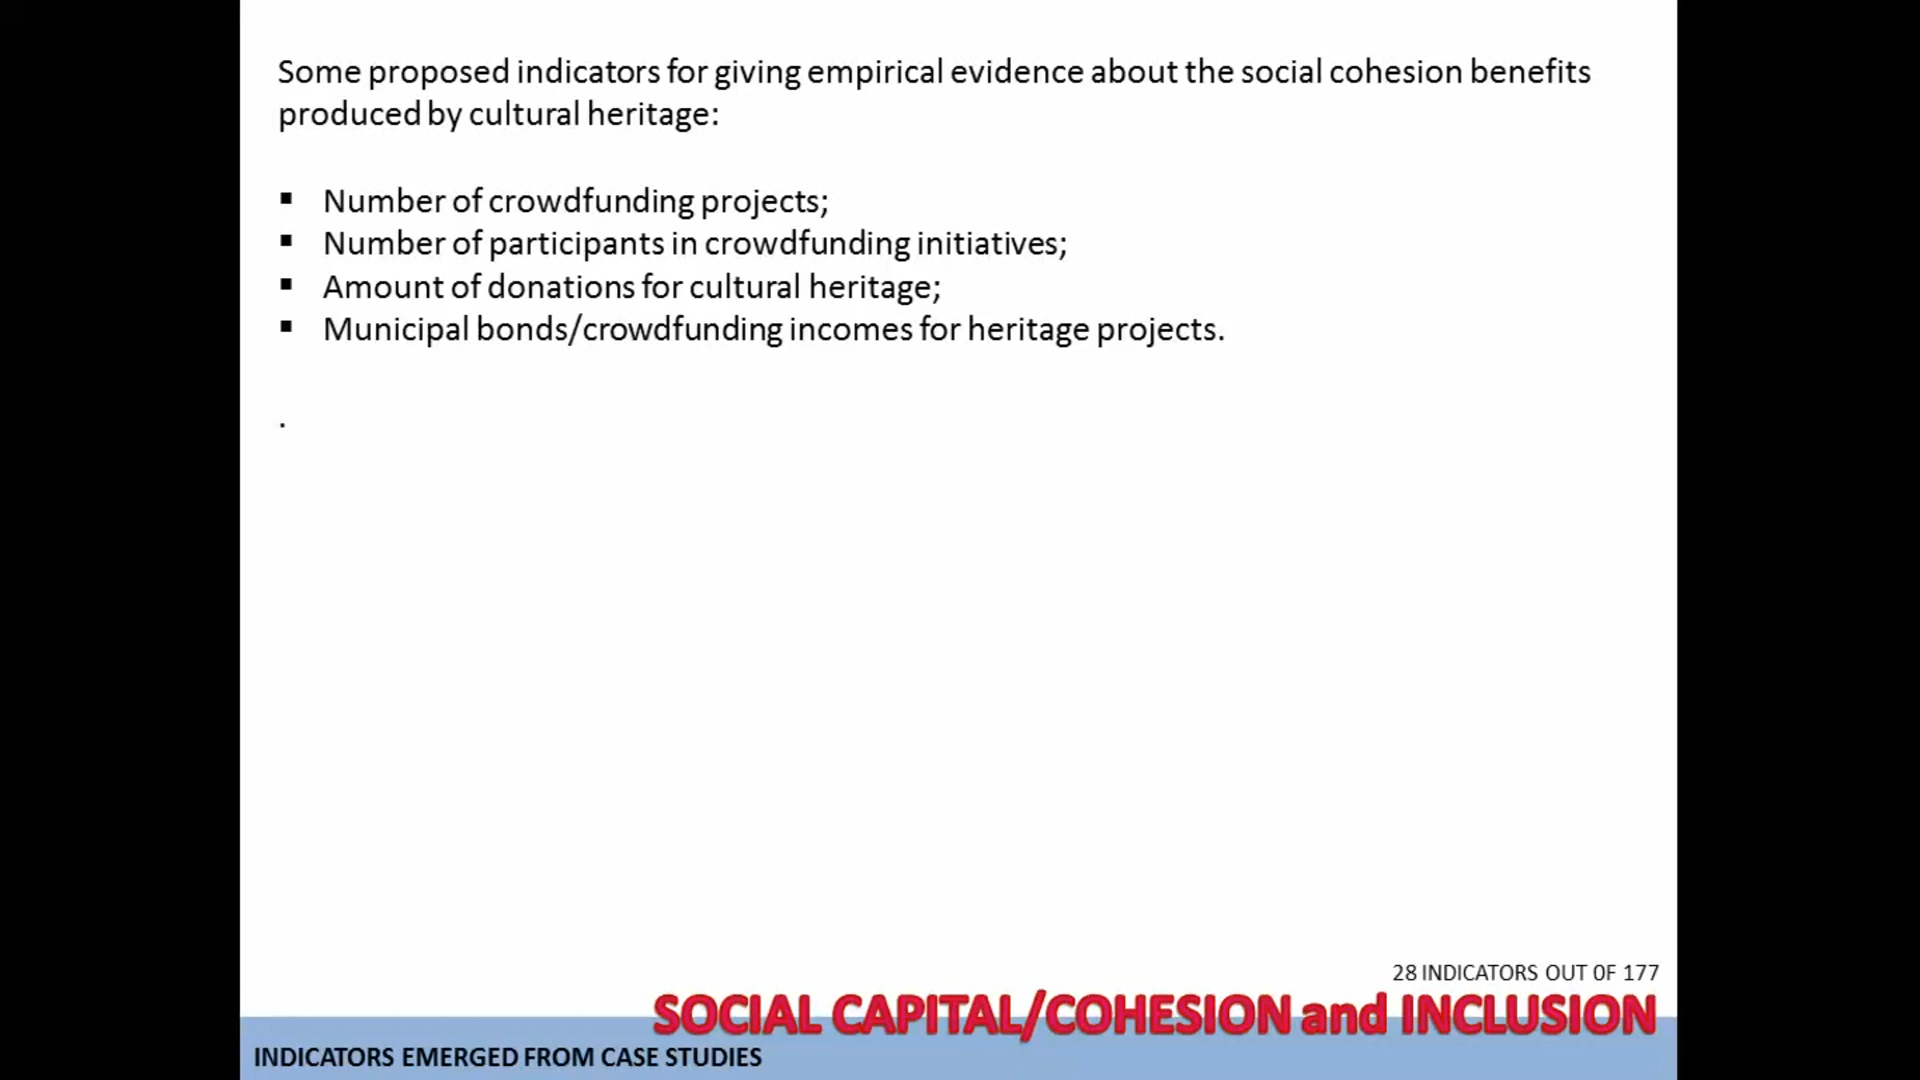 Some proposed indicators for giving empirical evidence about the social cohesion benefits
produced by cultural heritage:
▪ Number of crowdfunding projects;
▪ Number of participants in crowdfunding initiatives;
▪ Amount of donations for cultural heritage;
▪ Municipal bonds/crowdfunding incomes for heritage projects.
.
28 INDICATORS OUT OF 177
SOCIAL CAPITAL/COHESION and INCLUSION
INDICATORS EMERGED FROM CASE STUDIES